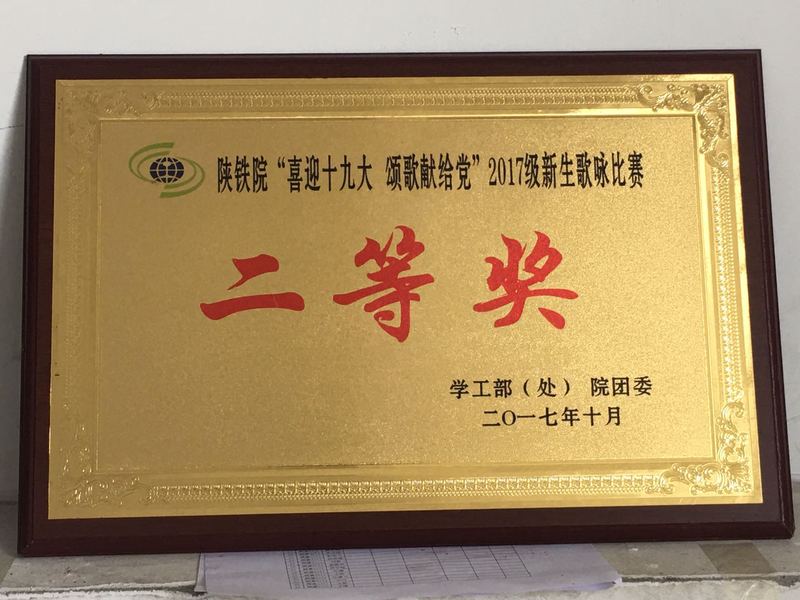 陕铁院“喜迎十九大 颂歌献给党”2017级新生歌咏比赛
二等奖
学工部（处） 院团委
二〇一七年十月